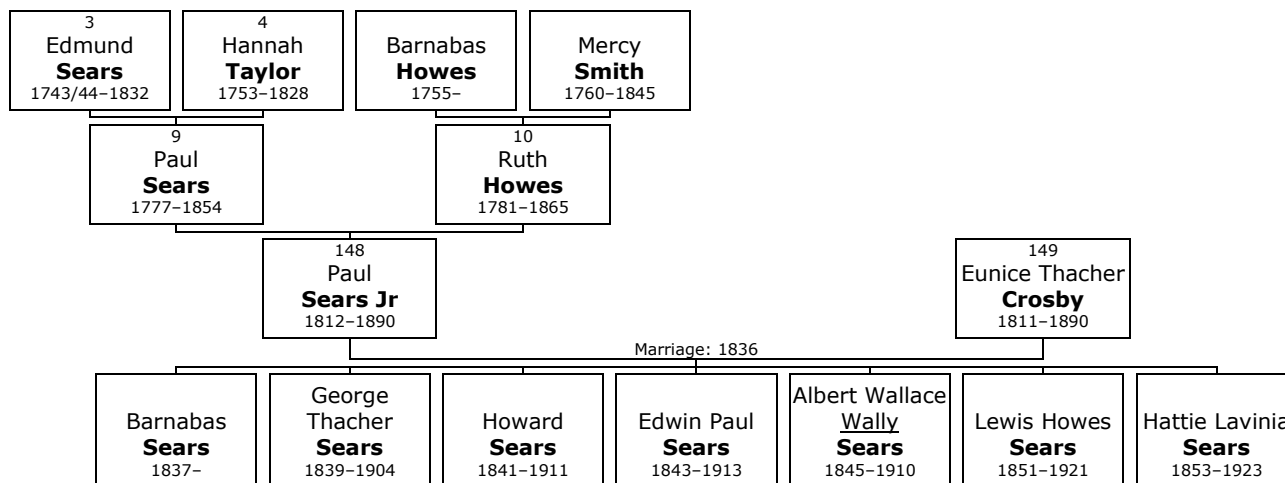 3
Edmund
Sears
1743/44–1832
4
Hannah
Taylor
1753–1828
Barnabas
Howes
1755–
Mercy
Smith
1760–1845
9
Paul
Sears
1777–1854
10
Ruth
Howes
1781–1865
148
Paul
Sears Jr
1812–1890
149
Eunice Thacher
Crosby
1811–1890
Marriage: 1836
Barnabas
Sears
1837–
George
Thacher
Sears
1839–1904
Howard
Sears
1841–1911
Edwin Paul
Sears
1843–1913
Albert Wallace
Wally
Sears
1845–1910
Lewis Howes
Sears
1851–1921
Hattie Lavinia
Sears
1853–1923